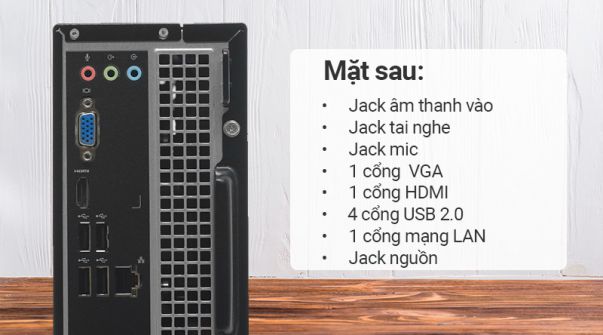 Mặt sau:
• Jack âm thanh vào
• Jack tai nghe
• Jack mic
• 1 cổng VGA
• 1 cổng HDMI
• 4 cổng USB 2.0
• 1 cổng mạng LAN
• Jack nguồn
HDMI